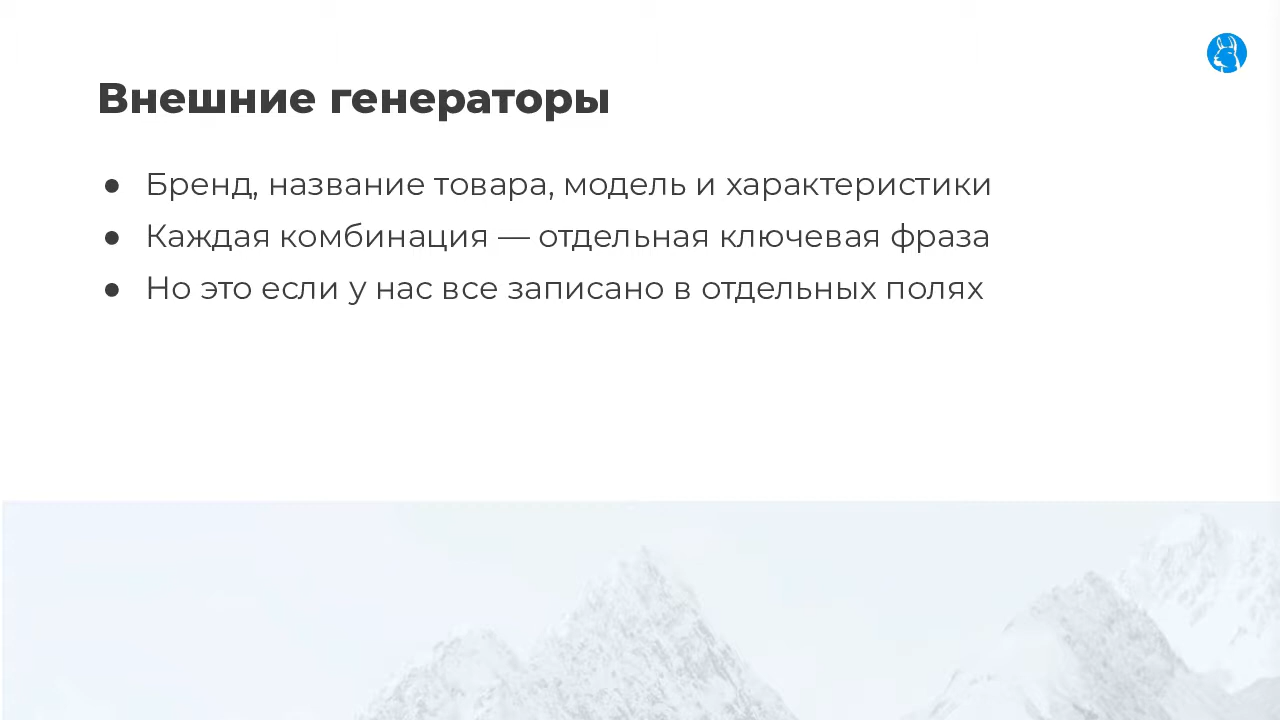 Внешние генераторы
● Бренд, название товара, модель и характеристики
● Каждая комбинация — отдельная ключевая фраза
● Но это если у нас все записано в отдельных полях